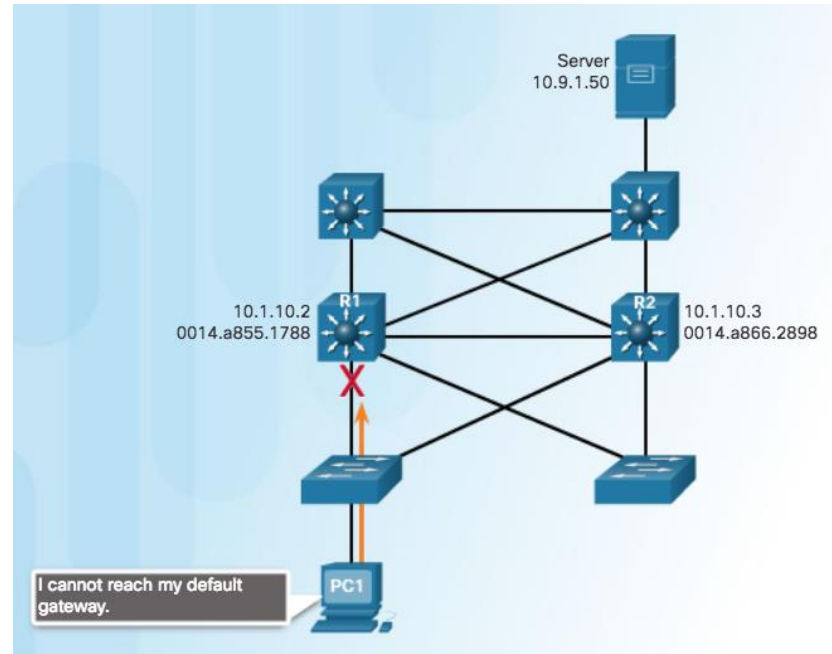 Server
10.9.1.50
R1
R2
10.1.10.2
0014.a855.1788
10.1.10.3
0014.a866.2898
X
I cannot reach my default
gateway.
PC1